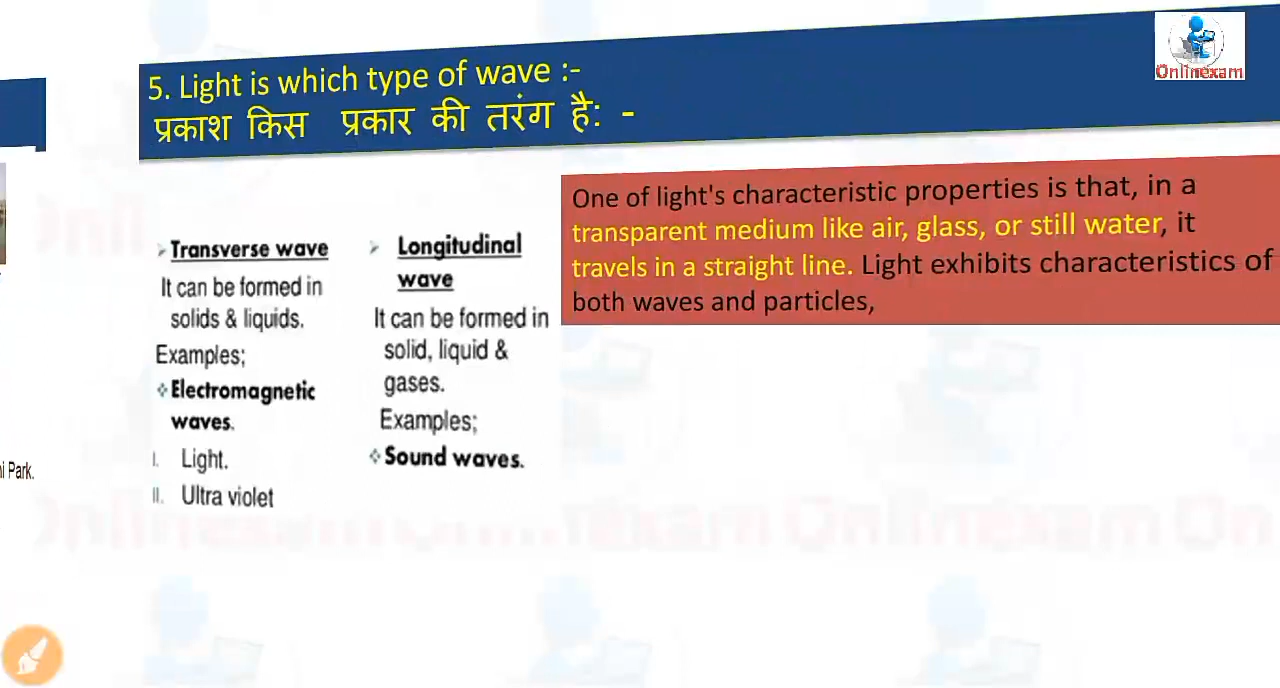 5. Light is which type of wave :-
प्रकाश किस प्रकार की तरंग है: -
Onlinexam
Transverse wave
It can be formed in
solids & liquids.
Examples;
Electromagnetic
waves.
I. Light.
II. Ultra violet
Longitudinal
wave
It can be formed in
solid, liquid &
gases.
Examples;
Sound waves.
One of light's characteristic properties is that, in a
transparent medium like air, glass, or still water, it
travels in a straight line. Light exhibits characteristics of
both waves and particles,
Park.